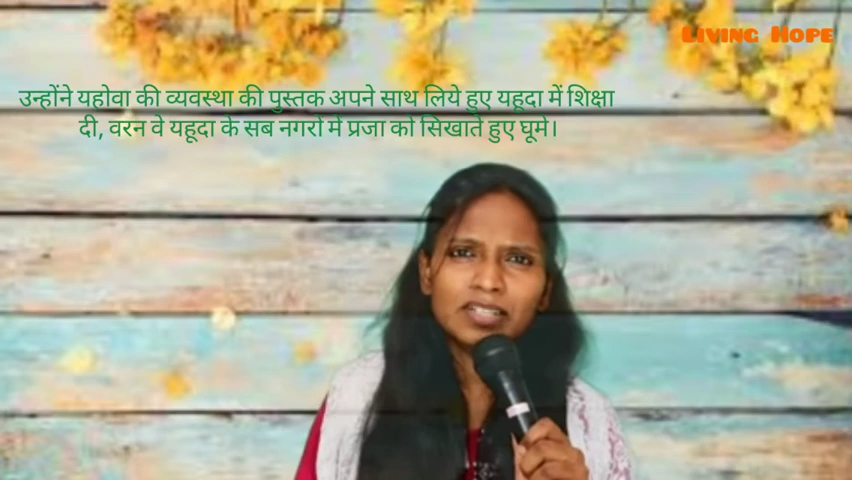 Living Hope
उन्होंने यहोवा की व्यवस्था की पुस्तक अपने साथ लिये हुए यहूदा में शिक्षा
दी, वरन वे यहूदा के सब नगरों में प्रजा को सिखाते हुए घूमे।